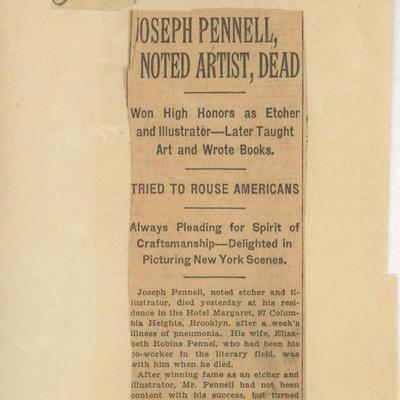 JOSEPH PENNELL,
NOTED ARTIST, DEAD
Won High Honors as Etcher
and Illustrator—Later Taught
Art and Wrote Books.
TRIED TO ROUSE AMERICANS
Always Pleading for Spirit of
Craftsmanship—Delighted in
Picturing New York Scenes.
Joseph Pennell, noted etcher and il-
lustrator, died yesterday at his resi-
dence in the Hotel Margaret, 97 Colum-
bia Heights, Brooklyn, after a week's
illness of pneumonia. His wife, Eliza-
beth Robins Pennel, who had been his
co-worker in the literary field, was
with him when he died.
After winning fame as an etcher and
illustrator, Mr. Pennell had not been
content with his success, but turned